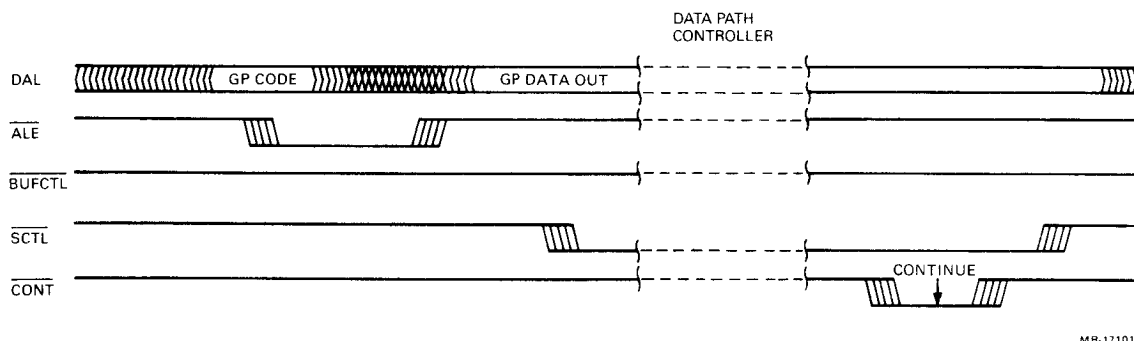 DATA PATH
CONTROLLER
DAL
GP CODE
GP DATA OUT
ALE
BUFCTL
SCTL
CONT
CONTINUE
MR-17101